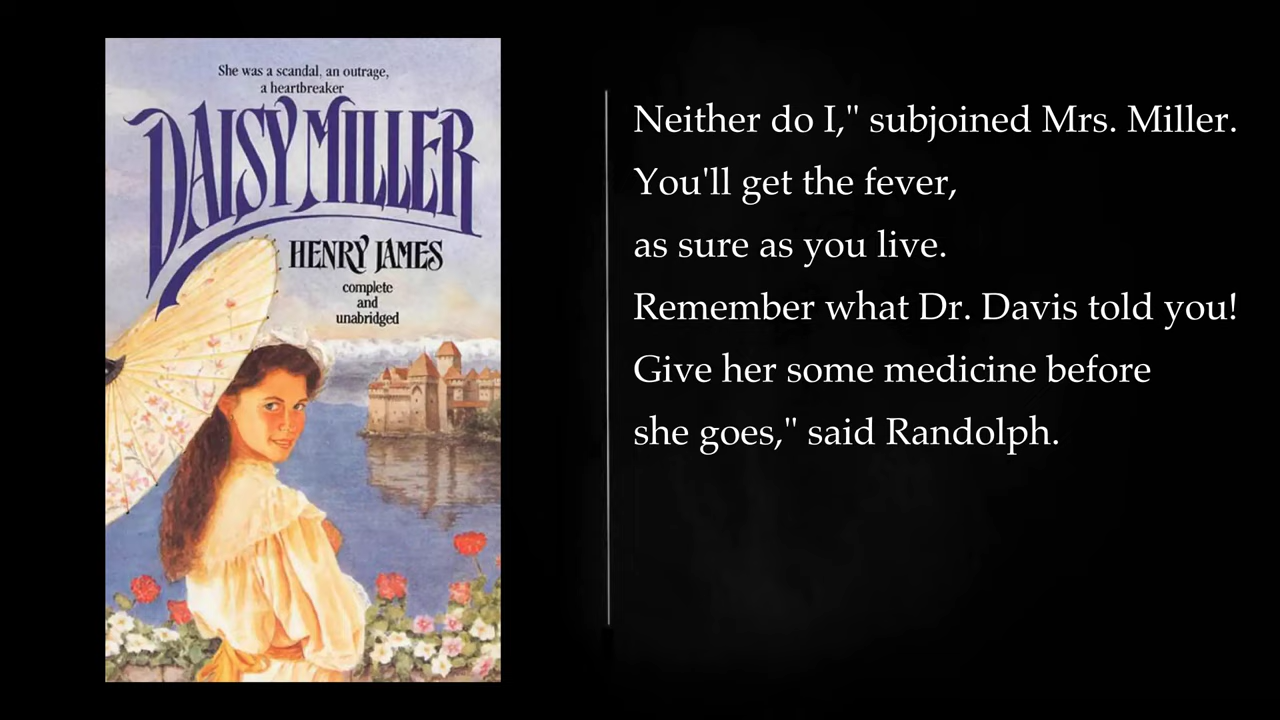 She was a scandal, an outrage,
a heartbreaker
DAISY MILLER
HENRY JAMES
complete
and
unabridged
Neither do I," subjoined Mrs. Miller.
You'll get the fever,
as sure as you live.
Remember what Dr. Davis told you!
Give her some medicine before
she goes," said Randolph.